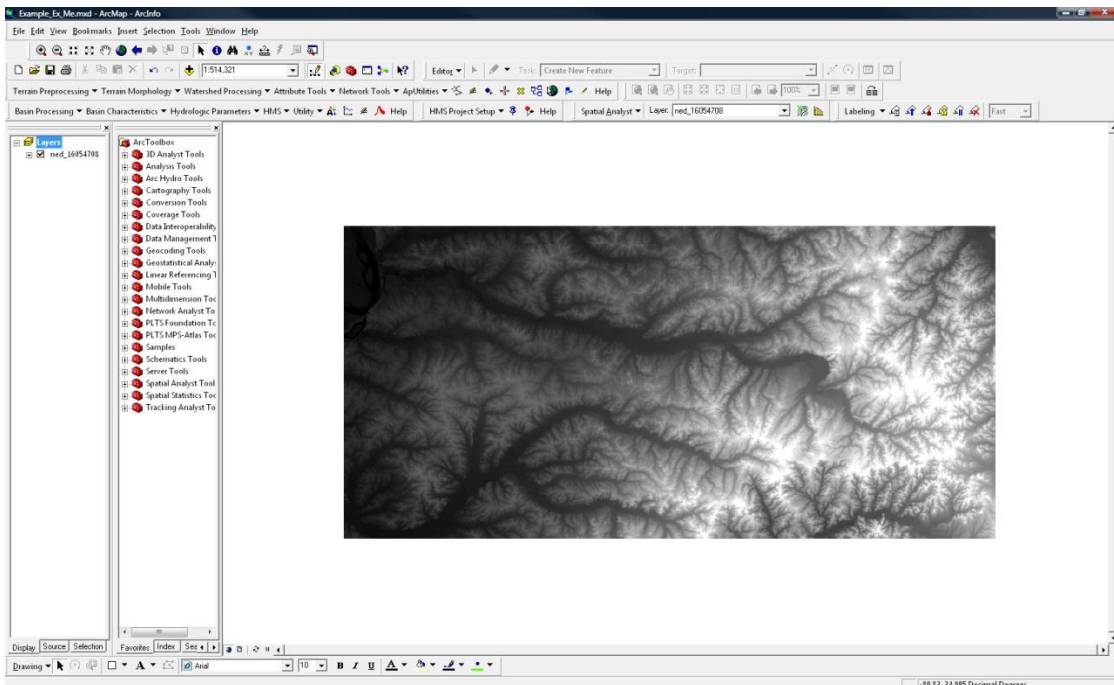 Example_Ex_Me.mxd - ArcMap - ArcInfo
File Edit View Bookmarks Insert Selection Tools Window Help
1:514,321 Editor Task: Create New Feature Target:
Terrain Preprocessing Terrain Morphology Watershed Processing Attribute Tools Network Tools ApUtilities Help 100%
Basin Processing Basin Characteristics Hydrologic Parameters HMS Utility Help HMS Project Setup Help Spatial Analyst Layer: ned_16054708 Labeling Fast
Layers
ned_16054708
ArcToolbox
3D Analyst Tools
Analysis Tools
Arc Hydro Tools
Cartography Tools
Conversion Tools
Coverage Tools
Data Interoperability
Data Management T
Geocoding Tools
Geostatistical Analy
Linear Referencing T
Mobile Tools
Multidimension Toc
Network Analyst To
PLTS Foundation Tc
PLTS MPS-Atlas Toc
Samples
Schematics Tools
Server Tools
Spatial Analyst Tool
Spatial Statistics Toc
Tracking Analyst To
Display Source Selection Favorites Index Sea
Drawing A Arial 10 B I U A
Decimal Degrees